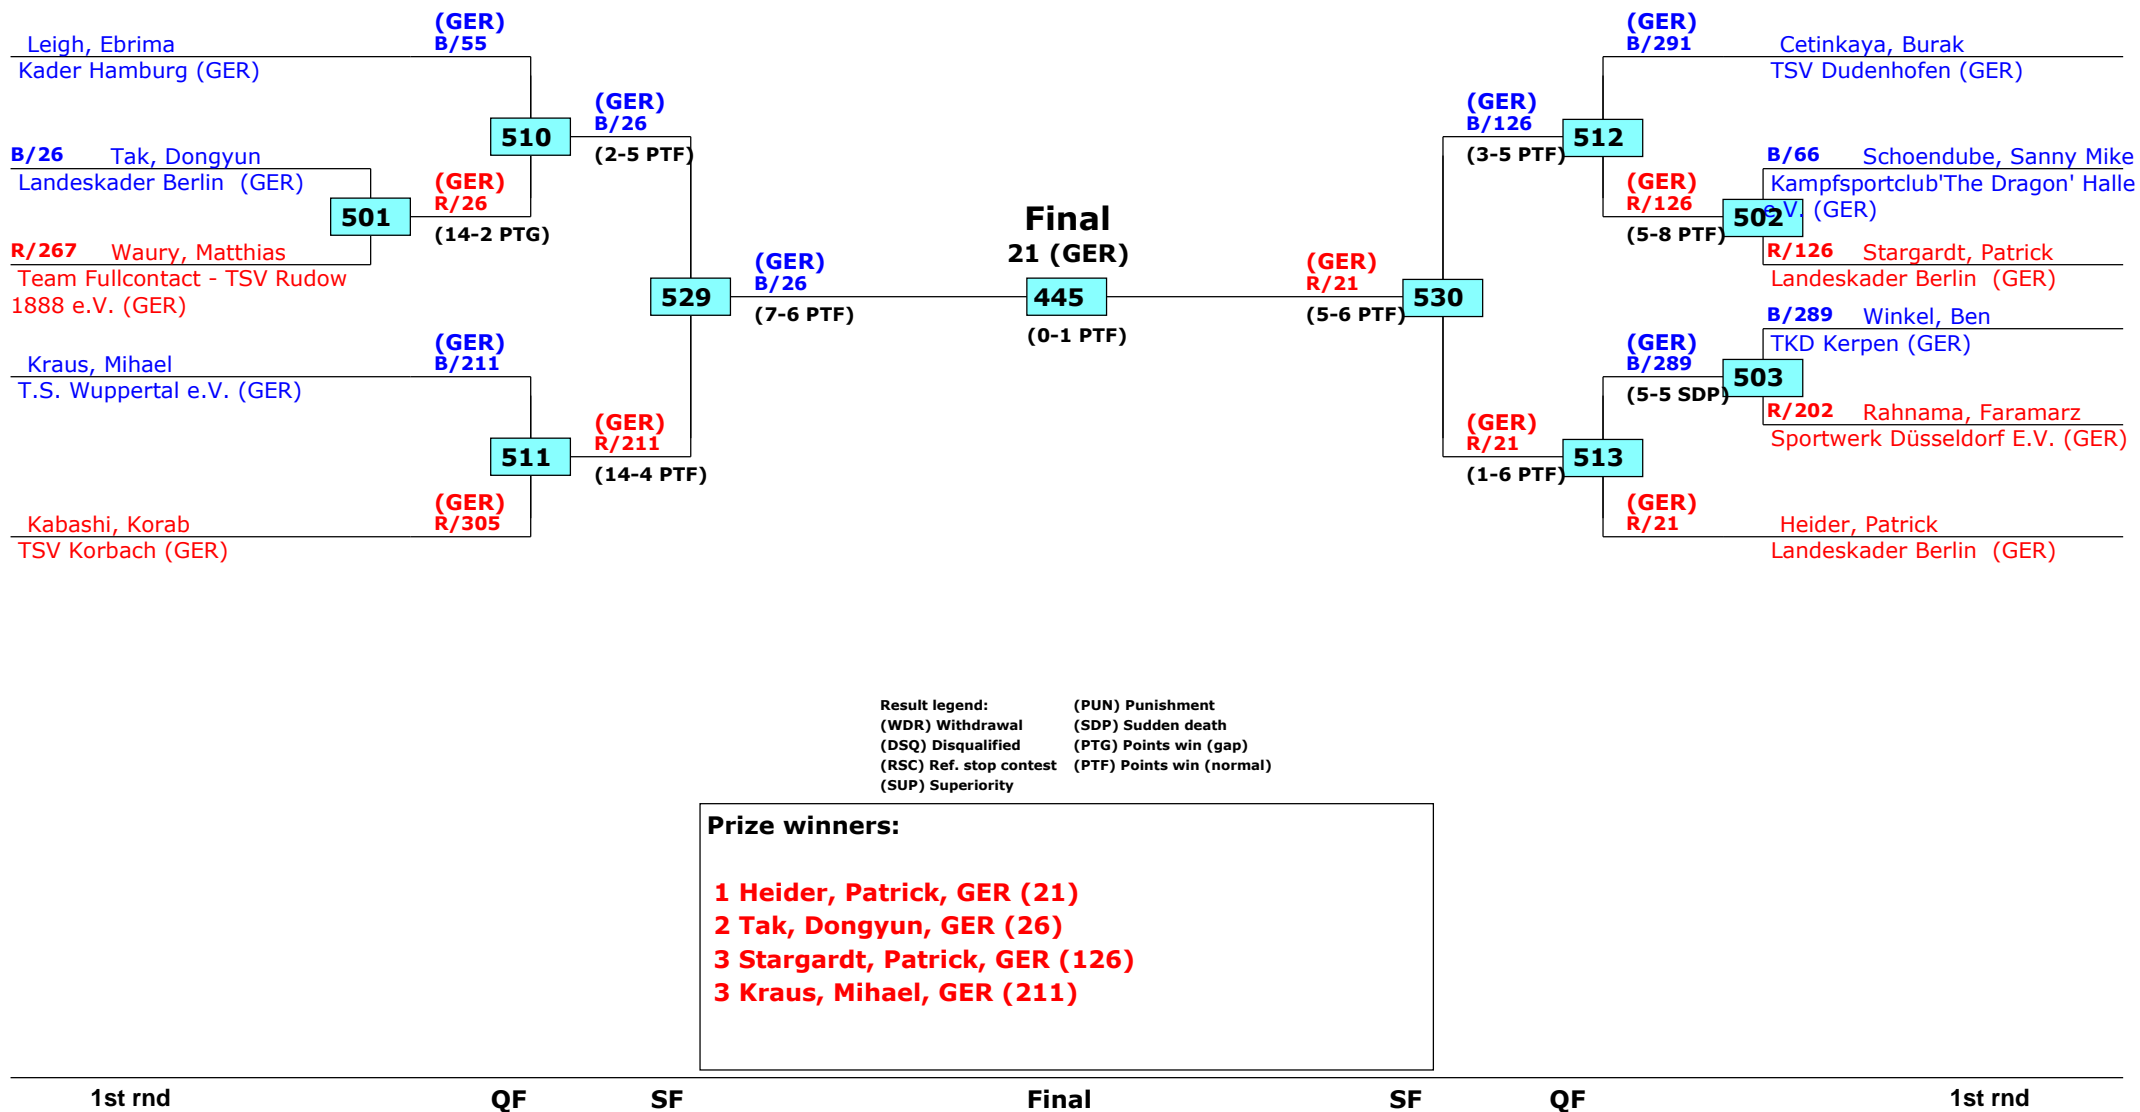 (GER)
B/55
Leigh, Ebrima
Kader Hamburg (GER)
B/26 Tak, Dongyun
Landeskader Berlin (GER)
501
R/267 Waury, Matthias
Team Fullcontact - TSV Rudow
1888 e.V. (GER)
(GER)
R/26
(14-2 PTG)
510
(GER)
B/26
(2-5 PTF)
Kraus, Mihael
T.S. Wuppertal e.V. (GER)
(GER)
B/211
511
(GER)
R/211
(14-4 PTF)
(GER)
R/305
Kabashi, Korab
TSV Korbach (GER)
529
(GER)
B/26
(7-6 PTF)
Final
21 (GER)
445
(0-1 PTF)
(GER)
R/21
(5-6 PTF)
530
(GER)
B/126
(3-5 PTF)
512
(GER)
B/291
Cetinkaya, Burak
TSV Dudenhofen (GER)
(GER)
R/126
(5-8 PTF)
502
B/66 Schoendube, Sanny Mike
Kampfsportclub'The Dragon' Halle
e.V. (GER)
R/126 Stargardt, Patrick
Landeskader Berlin (GER)
B/289 Winkel, Ben
TKD Kerpen (GER)
(GER)
B/289
(5-5 SDP)
503
R/202 Rahnama, Faramarz
Sportwerk Düsseldorf E.V. (GER)
(GER)
R/21
(1-6 PTF)
513
(GER)
R/21
Heider, Patrick
Landeskader Berlin (GER)
Result legend:
(WDR) Withdrawal
(DSQ) Disqualified
(RSC) Ref. stop contest
(SUP) Superiority
(PUN) Punishment
(SDP) Sudden death
(PTG) Points win (gap)
(PTF) Points win (normal)
Prize winners:
1 Heider, Patrick, GER (21)
2 Tak, Dongyun, GER (26)
3 Stargardt, Patrick, GER (126)
3 Kraus, Mihael, GER (211)
1st rnd QF SF Final SF QF 1st rnd